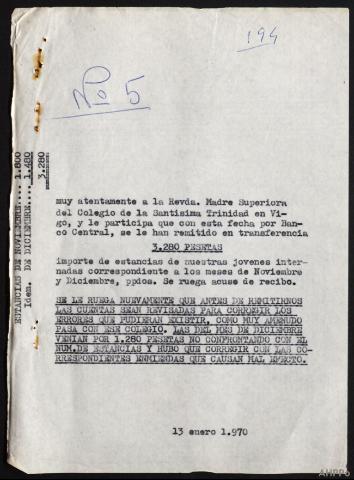 194
Nº 5
ESTANCIAS DE NOVIEMBRE.... 1.800
Idem. DE DICIEMBRE.... 1.480
3.280
muy atentamente a la Revda. Madre Superiora
del Colegio de la Santisima Trinidad en Vi-
go, y le participa que con esta fecha por Ban-
co Central, se le han remitido en transferencia
3.280 PESETAS
importe de estancias de nuestras jovenes inter-
nadas correspondiente a los meses de Noviembre
y Diciembre, ppdos. Se ruega acuse de recibo.
SE LE RUEGA NUEVAMENTE QUE ANTES DE REMITIRNOS
LAS CUENTAS SEAN REVISADAS PARA CORREGIR LOS
ERRORES QUE PUDIERAN EXISTIR, COMO MUY AMENUDO
PASA CON ESE COLEGIO. LAS DEL MES DE DICIEMBRE
VENIAN POR 1.280 PESETAS NO CONFRONTANDO CON EL
NUM.DE ESTANCIAS Y HUBO QUE CORREGIR CON LAS CO-
RRESPONDIENTES ENMIENDAS QUE CAUSAN MAL EFECTO.
13 enero 1.970